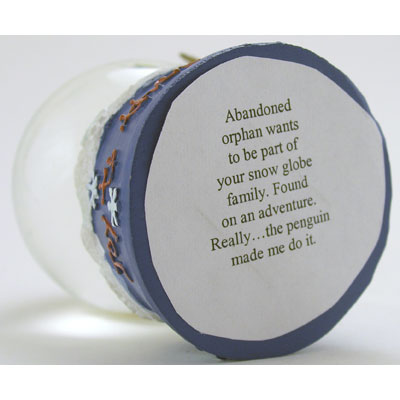 Abandoned
orphan wants
to be part of
your snow globe
family. Found
on an adventure.
Really…the penguin
made me do it.